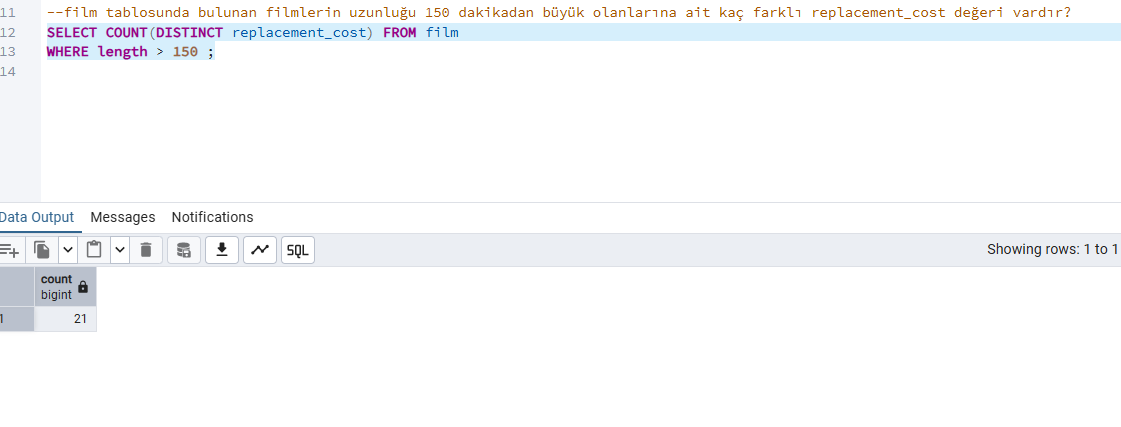 11 --film tablosunda bulunan filmlerin uzunluğu 150 dakikadan büyük olanlarına ait kaç farklı replacement_cost değeri vardır?
12 SELECT COUNT(DISTINCT replacement_cost) FROM film
13 WHERE length > 150 ;
14
Data Output Messages Notifications
SQL Showing rows: 1 to 1
count
bigint
1 21